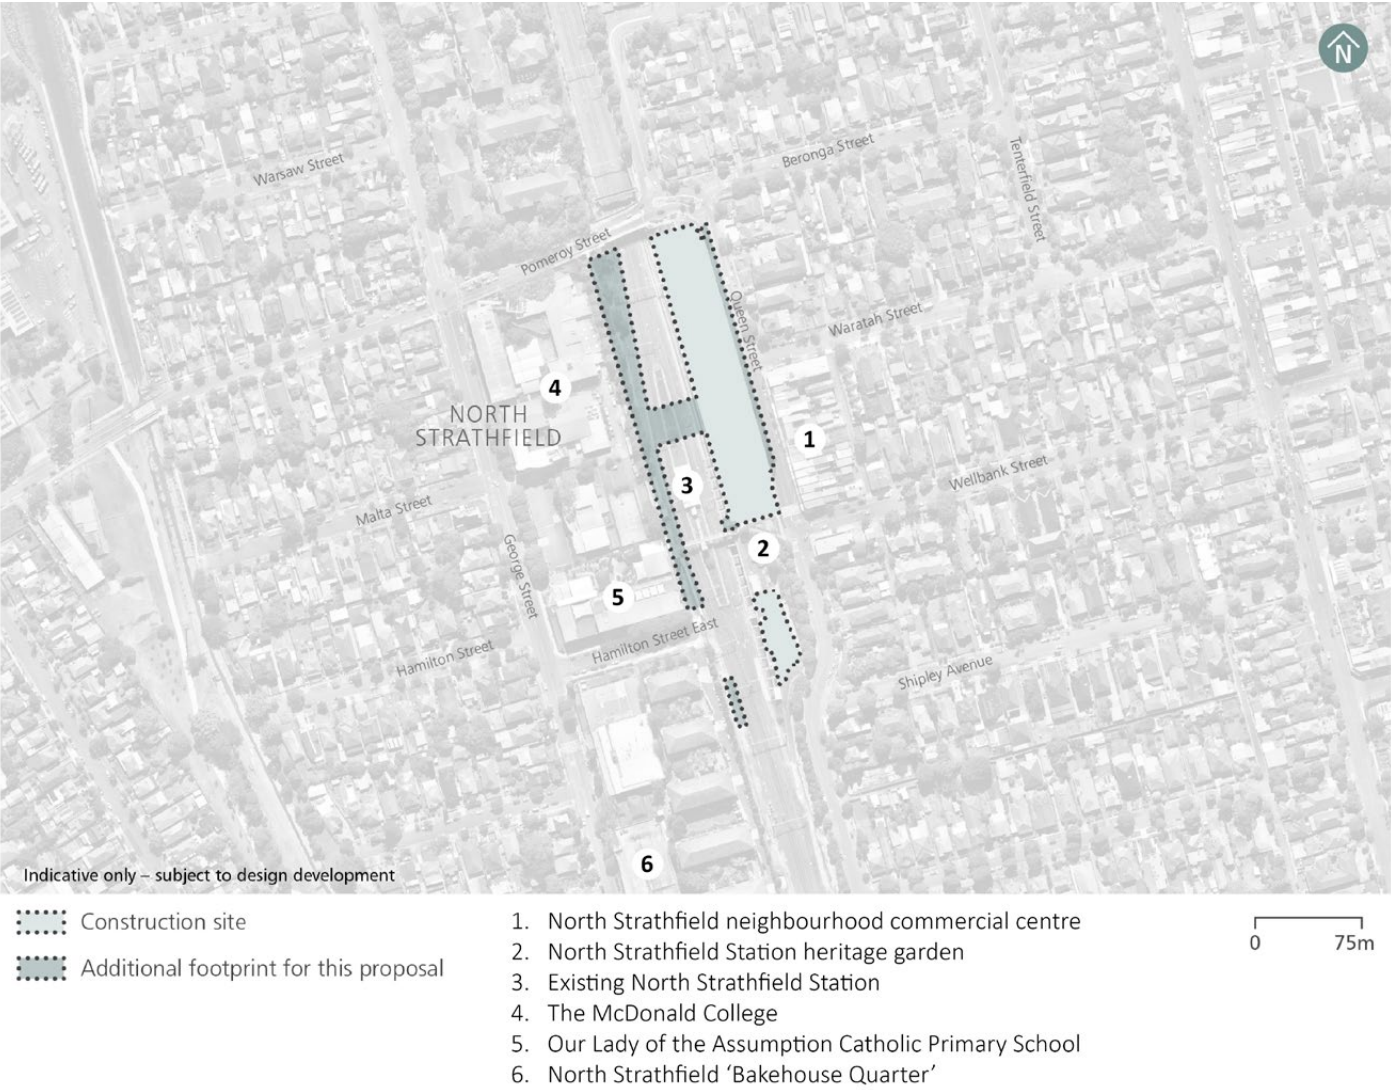 N
Warsaw Street
Beronga Street
Tenterfield Street
Pomeroy Street
Queen Street
Waratah Street
4
NORTH
STRATHFIELD
1
Wellbank Street
3
Malta Street
2
George Street
5
Hamilton Street East
Hamilton Street
Shipley Avenue
6
Indicative only – subject to design development
Construction site
Additional footprint for this proposal
1. North Strathfield neighbourhood commercial centre
2. North Strathfield Station heritage garden
3. Existing North Strathfield Station
4. The McDonald College
5. Our Lady of the Assumption Catholic Primary School
6. North Strathfield ‘Bakehouse Quarter’
0 75m